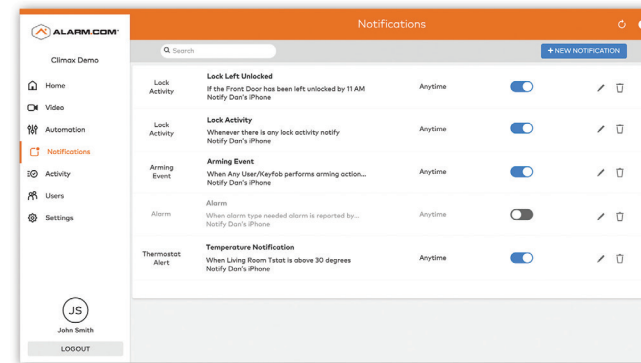 ALARM.COM
Climax Demo
Home
Video
Automation
Notifications
Activity
Users
Settings
JS
John Smith
LOGOUT
Notifications
Search
+ NEW NOTIFICATION
Lock
Activity
Lock Left Unlocked
If the Front Door has been left unlocked by 11 AM
Notify Dan's iPhone
Anytime
Lock
Activity
Lock Activity
Whenever there is any lock activity notify
Notify Dan's iPhone
Anytime
Arming
Event
Arming Event
When Any User/Keyfob performs arming action...
Notify Dan's iPhone
Anytime
Alarm
Alarm
When alarm type needed alarm is reported by...
Notify Dan's iPhone
Anytime
Thermostat
Alert
Temperature Notification
When Living Room Tstat is above 30 degrees
Notify Dan's iPhone
Anytime